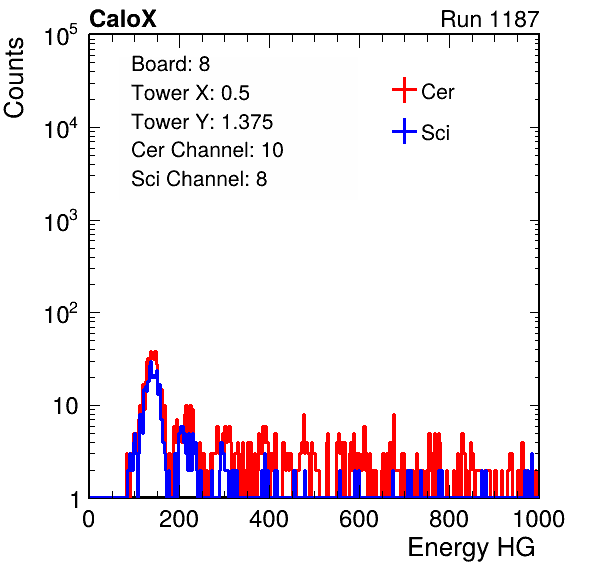 CaloX Run 1187
Counts
10^5
10^4
10^3
10^2
10
1
Board: 8
Tower X: 0.5
Tower Y: 1.375
Cer Channel: 10
Sci Channel: 8
Cer
Sci
0 200 400 600 800 1000
Energy HG